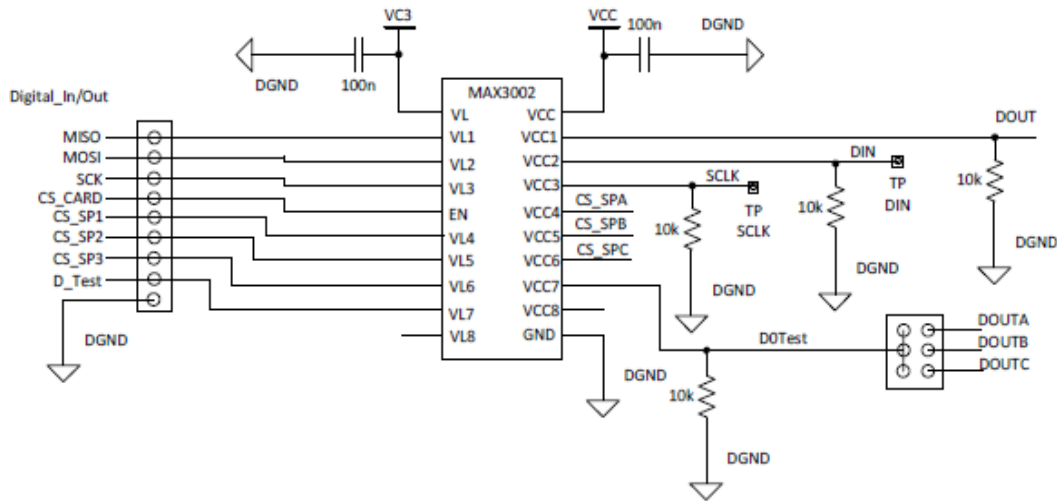 VC3
VCC
100n
DGND
DGND
100n
Digital_In/Out
MAX3002
VL
VCC
DOUT
MISO
VL1
VCC1
MOSI
VL2
VCC2
DIN
SCK
VL3
VCC3
SCLK
TP
DIN
10k
CS_CARD
EN
CS_SPA
VCC4
TP
SCLK
10k
10k
CS_SP1
VL4
CS_SPB
VCC5
CS_SP2
VL5
CS_SPC
VCC6
DGND
CS_SP3
VL6
DGND
D_Test
VL7
VCC7
DGND
VCC8
DGND
VL8
GND
D0Test
DOUTA
DOUTB
DOUTC
DGND
10k
DGND